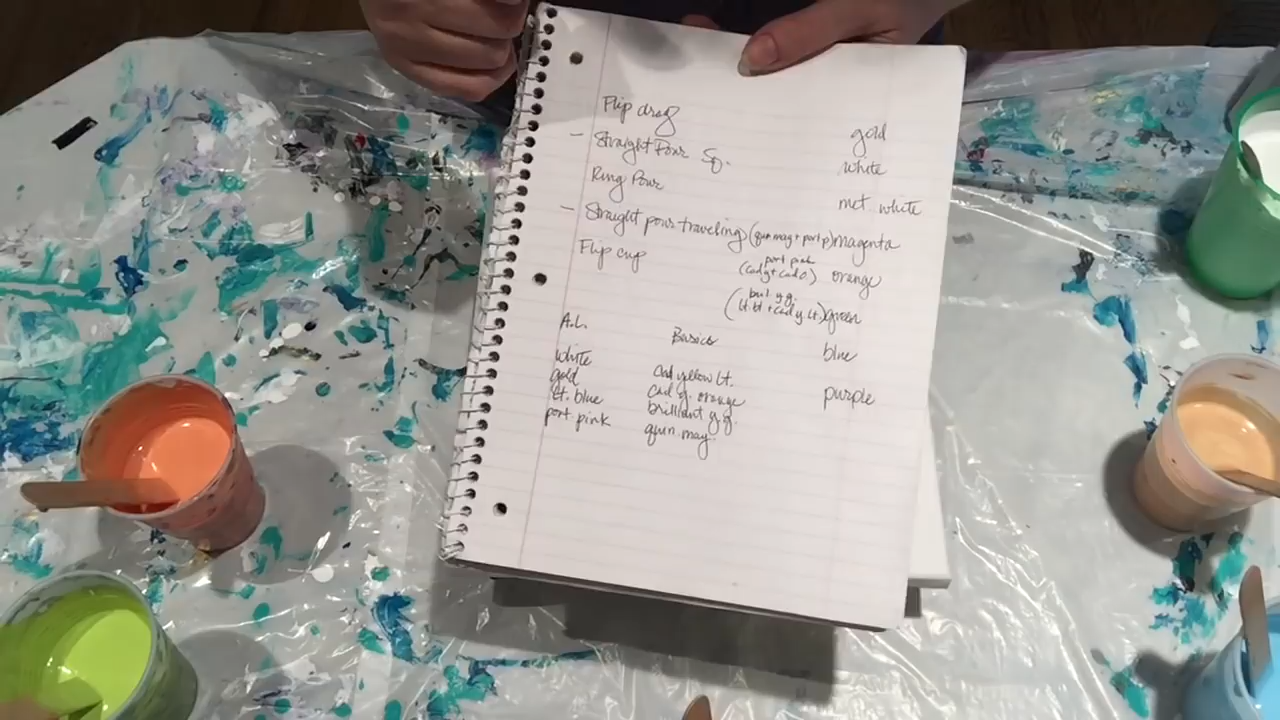 Flip drag
- Straight Pour Sq.
Ring Pour
- Straight pour traveling
Flip cup
gold
white
met. white
(quin mag + port p) magenta
port pink
(cad y + cad o) orange
bril y.g.
(lt. bl + cad y lt.) green
blue
purple
A.L.
white
gold
lt. blue
port. pink
Basics
Cad yellow lt.
cad y. orange
brilliant y.g.
quin. mag.